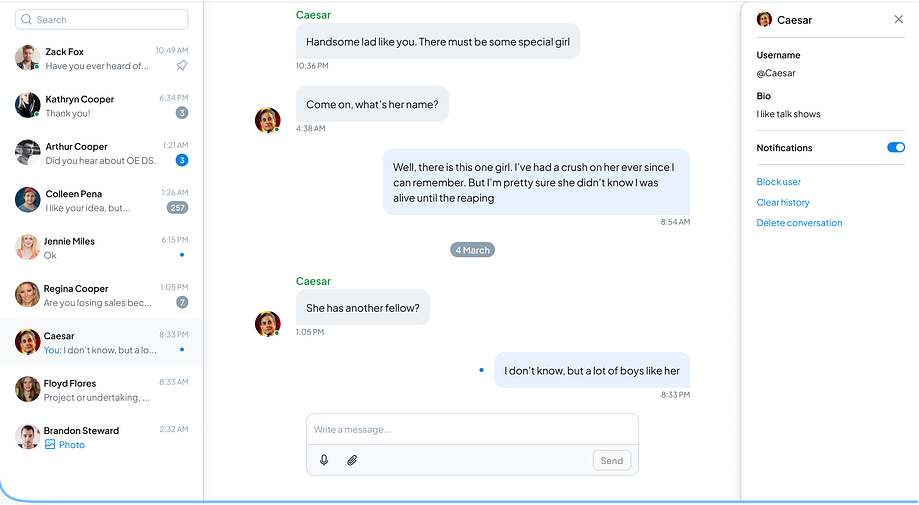 Search
Zack Fox
10:49 AM
Have you ever heard of...
Kathryn Cooper
6:34 PM
Thank you!
3
Arthur Cooper
1:21 AM
Did you hear about OE DS..
3
Colleen Pena
1:26 AM
I like your idea, but...
257
Jennie Miles
6:15 PM
Ok
Regina Cooper
1:05 PM
Are you losing sales bec...
7
Caesar
8:33 PM
You: I don't know, but a lo...
Floyd Flores
8:33 AM
Project or undertaking, ...
Brandon Steward
2:32 AM
Photo
Caesar
Handsome lad like you. There must be some special girl
10:36 PM
Come on, what's her name?
4:38 AM
Well, there is this one girl. I've had a crush on her ever since I
can remember. But I'm pretty sure she didn't know I was
alive until the reaping
8:54 AM
4 March
Caesar
She has another fellow?
1:05 PM
I don't know, but a lot of boys like her
8:33 PM
Write a message...
Send
Caesar
Username
@Caesar
Bio
I like talk shows
Notifications
Block user
Clear history
Delete conversation